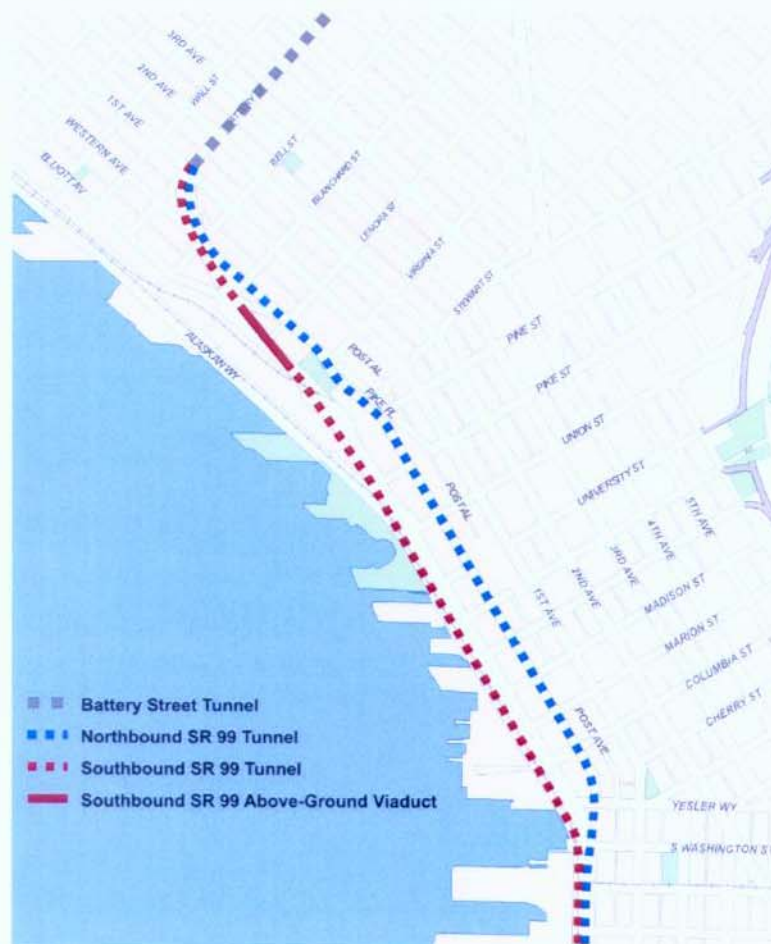 3RD AVE
2ND AVE
WALL ST
1ST AVE
WESTERN AVE
ELLIOTT AV
BELL ST
BLANCHARD ST
LENORA ST
VIRGINIA ST
STEWART ST
PINE ST
PIKE ST
UNION ST
UNIVERSITY ST
ALASKAN WY
POST AL
PIKE PL
POST AL
5TH AVE
4TH AVE
3RD AVE
2ND AVE
1ST AVE
MADISON ST
MARION ST
COLUMBIA ST
CHERRY ST
POST AVE
YESLER WY
S WASHINGTON ST
Battery Street Tunnel
Northbound SR 99 Tunnel
Southbound SR 99 Tunnel
Southbound SR 99 Above-Ground Viaduct